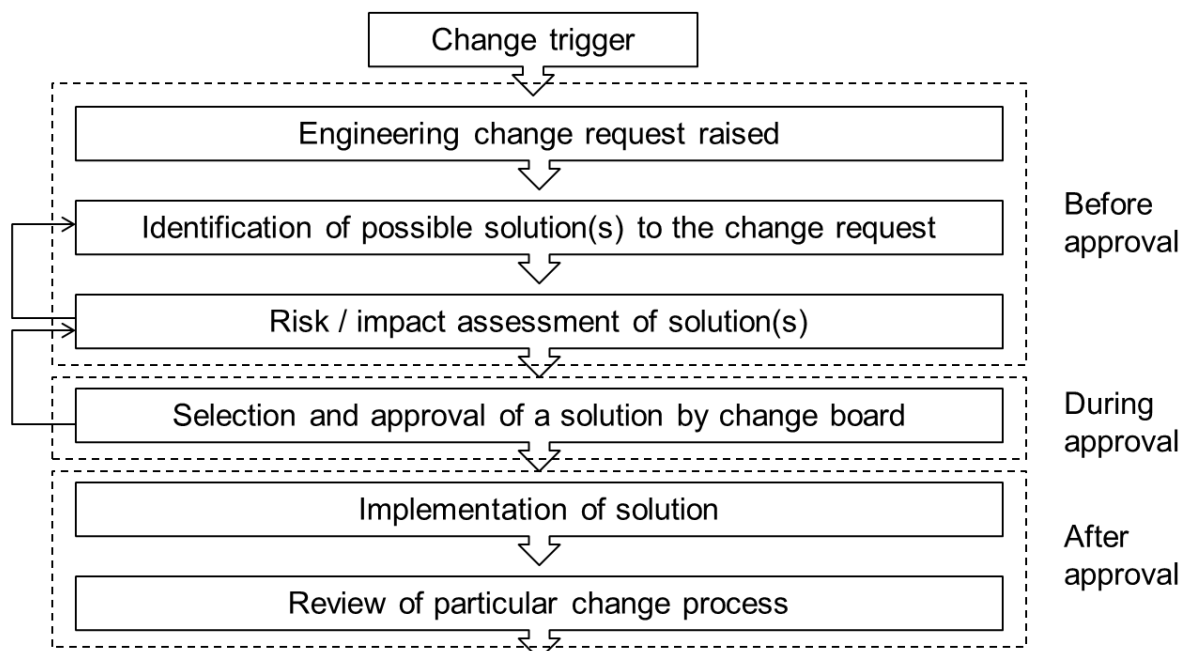 Change trigger
Engineering change request raised
Identification of possible solution(s) to the change request
Before
approval
Risk / impact assessment of solution(s)
Selection and approval of a solution by change board
During
approval
Implementation of solution
After
approval
Review of particular change process